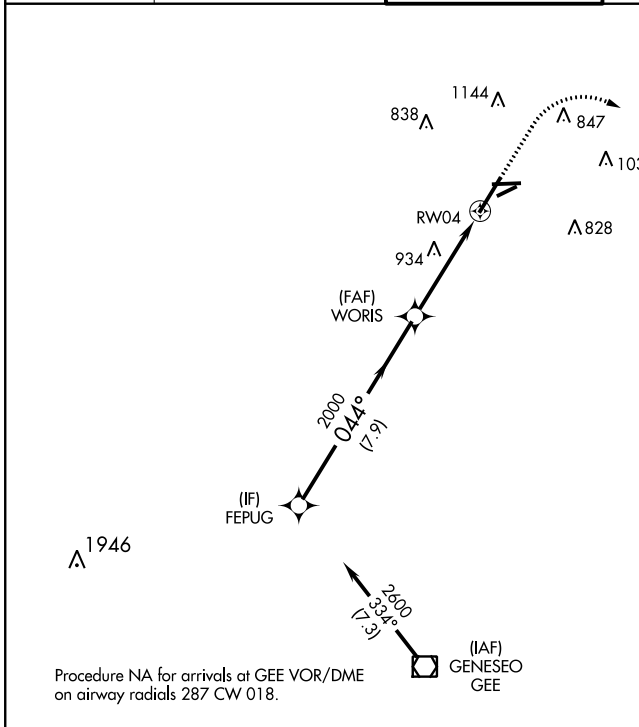 1144
838
847
RW04
828
934
(FAF)
WORIS
2000
044°
(7.9)
(IF)
FEPUG
1946
2600
334°
(7.3)
(IAF)
GENESEO
GEE
Procedure NA for arrivals at GEE VOR/DME
on airway radials 287 CW 018.